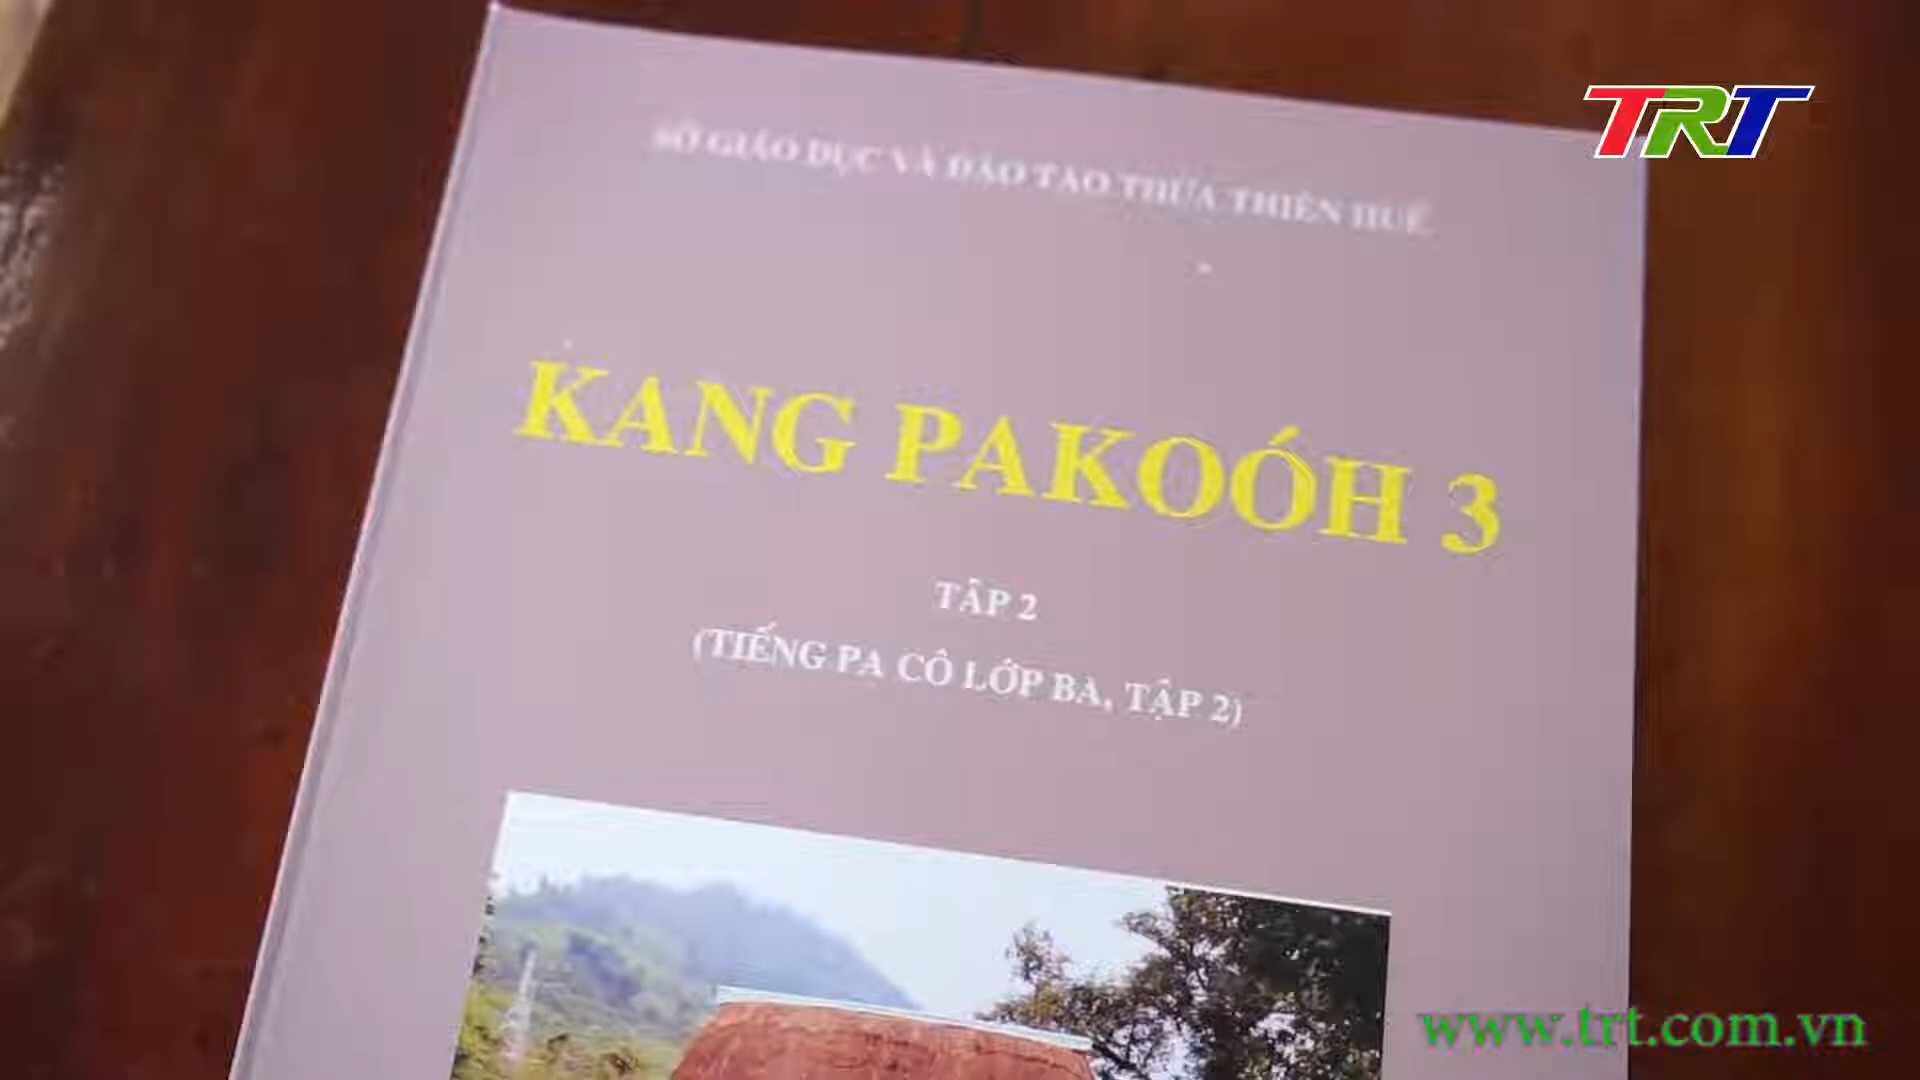 TRT
SỞ GIÁO DỤC VÀ ĐÀO TẠO THỪA THIÊN HUẾ
KANG PAKOÓH 3
TẬP 2
(TIẾNG PA CÔ LỚP BA, TẬP 2)
www.trt.com.vn